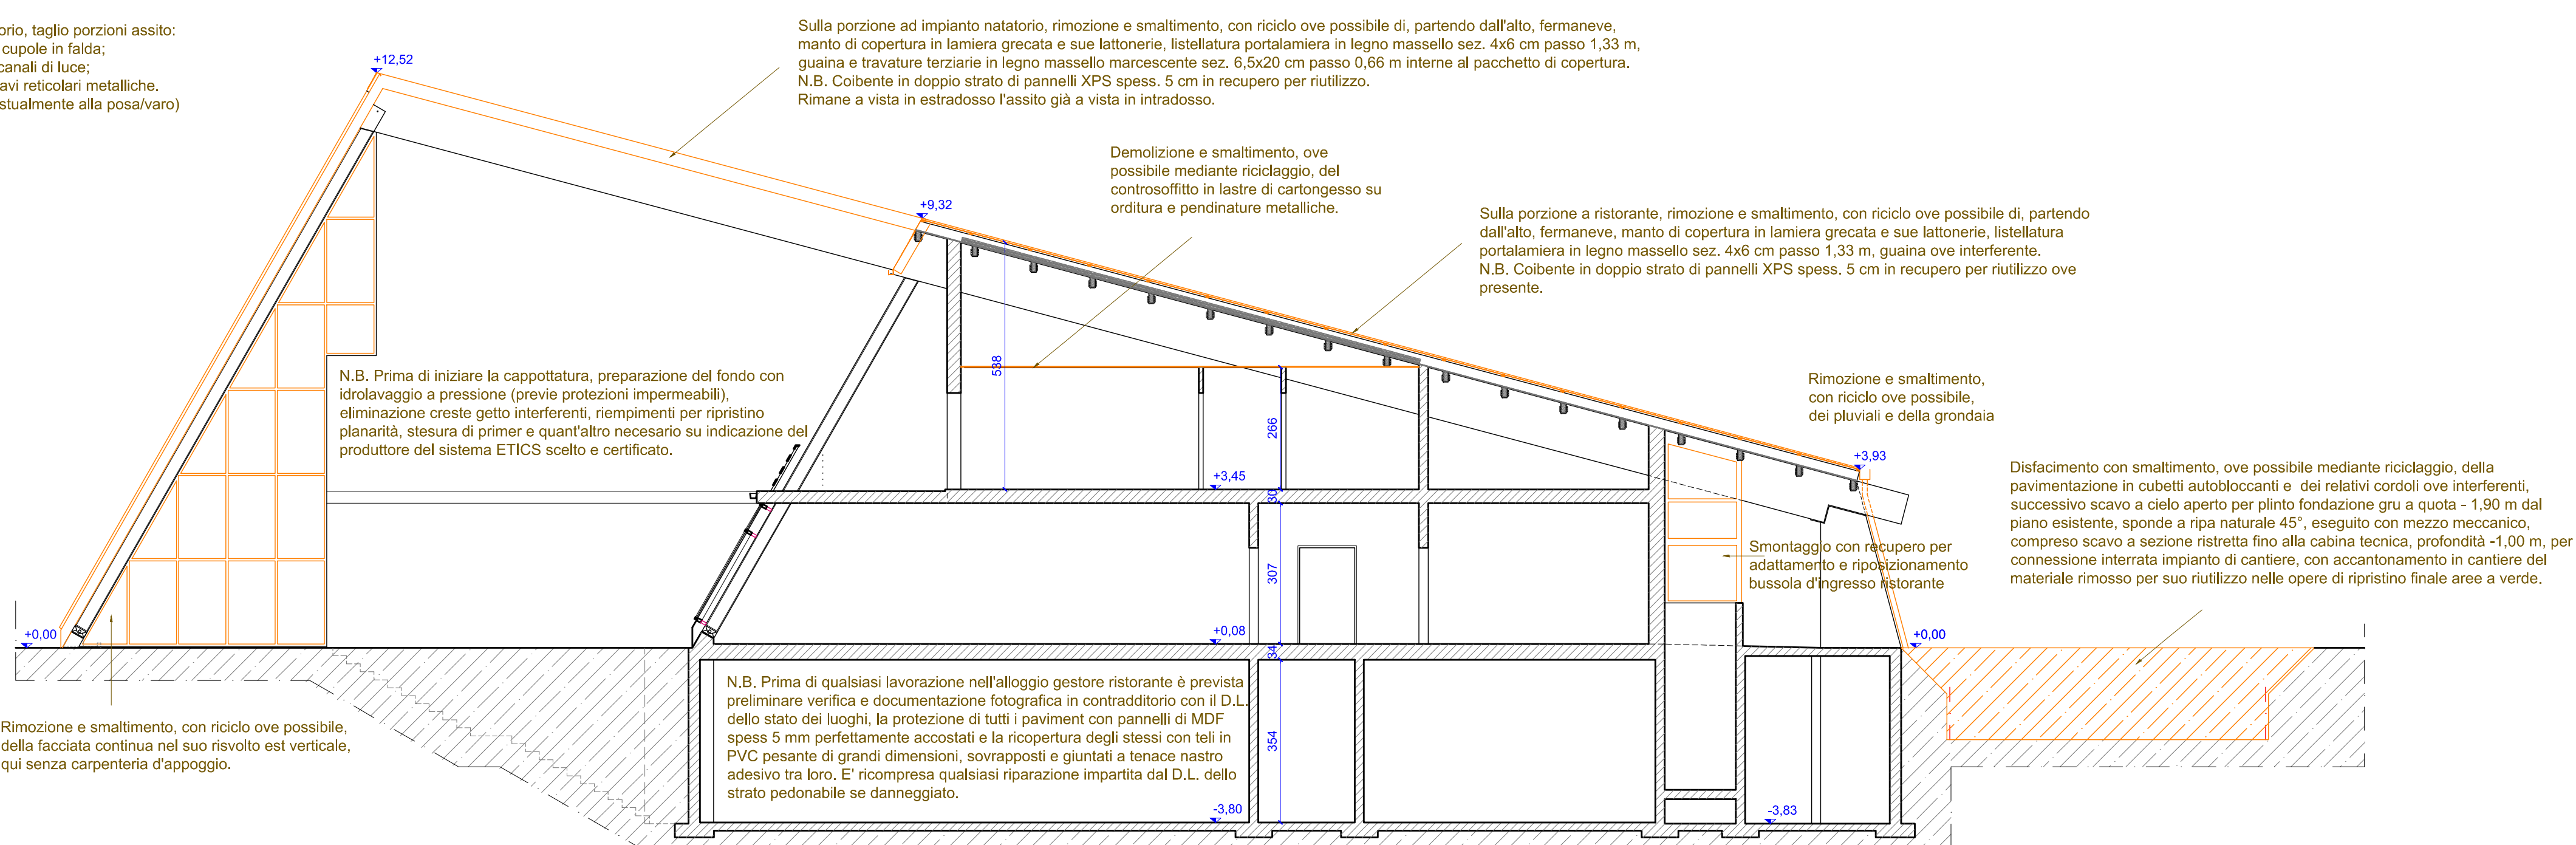 orio, taglio porzioni assito:
cupole in falda;
canali di luce;
avi reticolari metalliche.
stualmente alla posa/varo)
+12,52
Sulla porzione ad impianto natatorio, rimozione e smaltimento, con riciclo ove possibile di, partendo dall'alto, fermaneve,
manto di copertura in lamiera grecata e sue lattonerie, listellatura portalamiera in legno massello sez. 4x6 cm passo 1,33 m,
guaina e travature terziarie in legno massello marcescente sez. 6,5x20 cm passo 0,66 m interne al pacchetto di copertura.
N.B. Coibente in doppio strato di pannelli XPS spess. 5 cm in recupero per riutilizzo.
Rimane a vista in estradosso l'assito già a vista in intradosso.
Demolizione e smaltimento, ove
possibile mediante riciclaggio, del
controsoffitto in lastre di cartongesso su
orditura e pendinature metalliche.
+9,32
Sulla porzione a ristorante, rimozione e smaltimento, con riciclo ove possibile di, partendo
dall'alto, fermaneve, manto di copertura in lamiera grecata e sue lattonerie, listellatura
portalamiera in legno massello sez. 4x6 cm passo 1,33 m, guaina ove interferente.
N.B. Coibente in doppio strato di pannelli XPS spess. 5 cm in recupero per riutilizzo ove
presente.
538
N.B. Prima di iniziare la cappottatura, preparazione del fondo con
idrolavaggio a pressione (previe protezioni impermeabili),
eliminazione creste getto interferenti, riempimenti per ripristino
planarità, stesura di primer e quant'altro necesario su indicazione del
produttore del sistema ETICS scelto e certificato.
266
Rimozione e smaltimento,
con riciclo ove possibile,
dei pluviali e della grondaia
+3,93
+3,45
30
Disfacimento con smaltimento, ove possibile mediante riciclaggio, della
pavimentazione in cubetti autobloccanti e dei relativi cordoli ove interferenti,
successivo scavo a cielo aperto per plinto fondazione gru a quota - 1,90 m dal
piano esistente, sponde a ripa naturale 45°, eseguito con mezzo meccanico,
compreso scavo a sezione ristretta fino alla cabina tecnica, profondità -1,00 m, per
connessione interrata impianto di cantiere, con accantonamento in cantiere del
materiale rimosso per suo riutilizzo nelle opere di ripristino finale aree a verde.
307
Smontaggio con recupero per
adattamento e riposizionamento
bussola d'ingresso ristorante
+0,00
+0,08
+0,00
34
N.B. Prima di qualsiasi lavorazione nell'alloggio gestore ristorante è prevista
preliminare verifica e documentazione fotografica in contradditorio con il D.L.
dello stato dei luoghi, la protezione di tutti i paviment con pannelli di MDF
spess 5 mm perfettamente accostati e la ricopertura degli stessi con teli in
PVC pesante di grandi dimensioni, sovrapposti e giuntati a tenace nastro
adesivo tra loro. E' ricompresa qualsiasi riparazione impartita dal D.L. dello
strato pedonabile se danneggiato.
354
Rimozione e smaltimento, con riciclo ove possibile,
della facciata continua nel suo risvolto est verticale,
qui senza carpenteria d'appoggio.
-3,80
-3,83